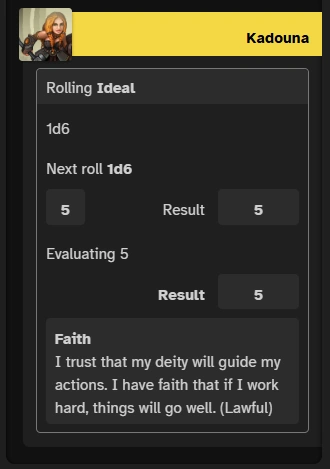 Kadouna
Rolling Ideal
1d6
Next roll 1d6
5 Result 5
Evaluating 5
Result 5
Faith
I trust that my deity will guide my
actions. I have faith that if I work
hard, things will go well. (Lawful)